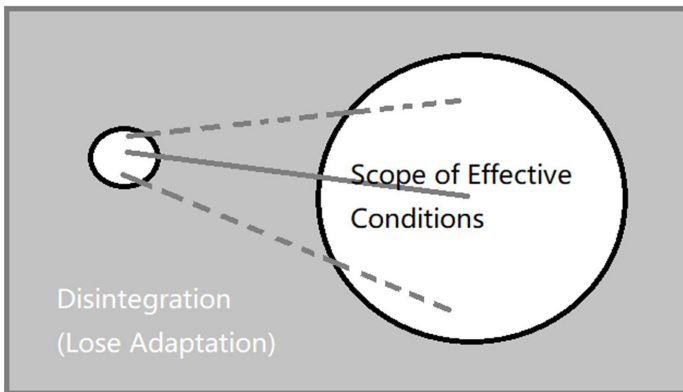 Scope of Effective
Conditions
Disintegration
(Lose Adaptation)